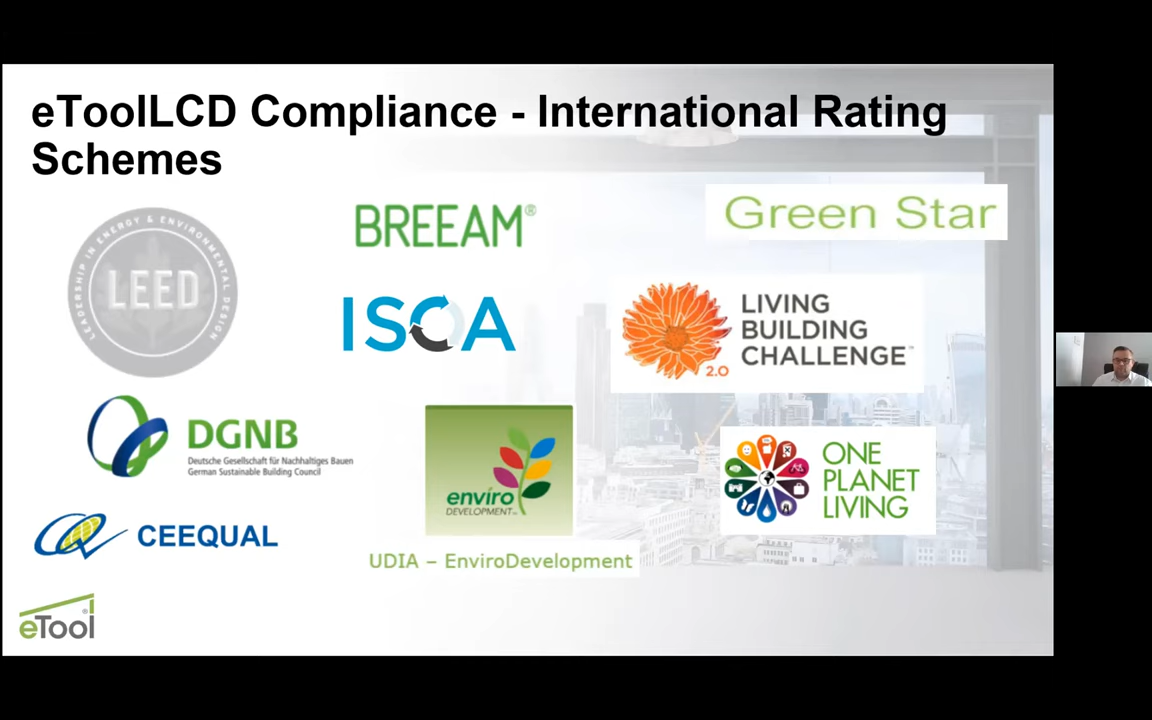 eToolLCD Compliance - International Rating
Schemes
LEADERSHIP IN ENERGY & ENVIRONMENTAL DESIGN
LEED
BREEAM®
Green Star
ISCA
LIVING
BUILDING
CHALLENGE™
2.0
DGNB
Deutsche Gesellschaft für Nachhaltiges Bauen
German Sustainable Building Council
enviro
DEVELOPMENT™
ONE
PLANET
LIVING
CEEQUAL
UDIA – EnviroDevelopment
eTool®